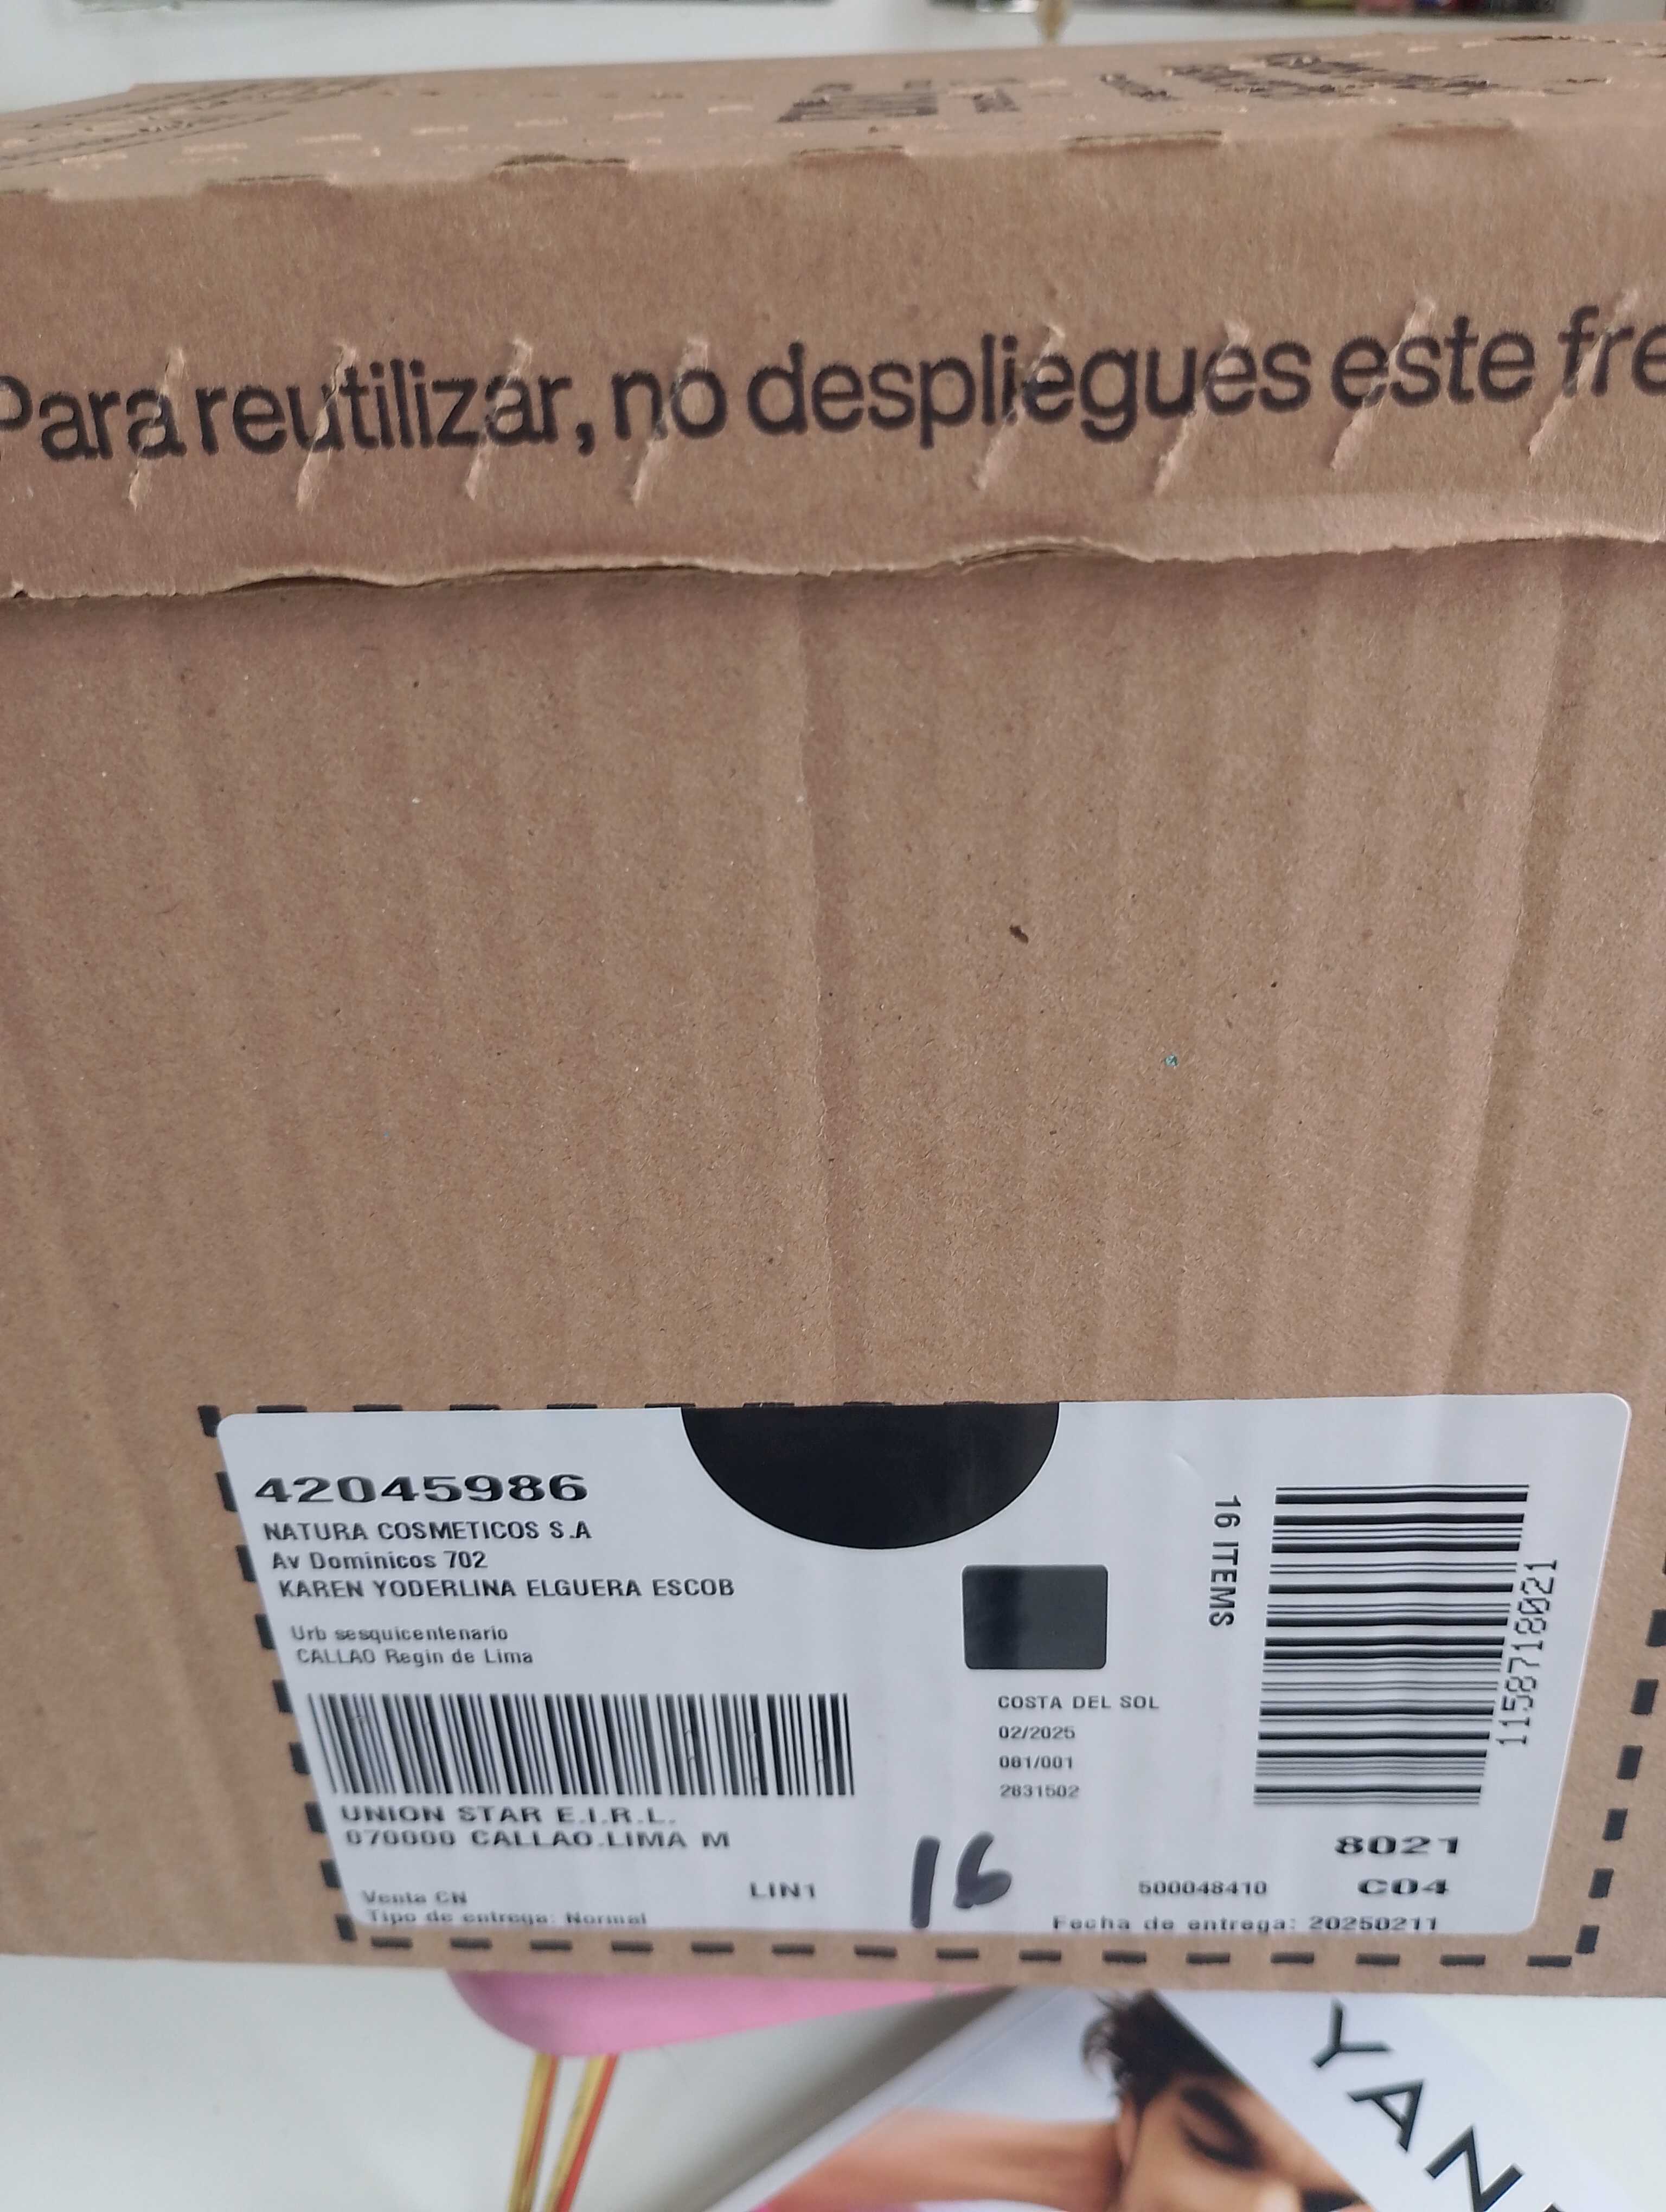 Para reutilizar, no despliegues este fre
42045986
NATURA COSMETICOS S.A
Av Dominicos 702
KAREN YODERLINA ELGUERA ESCOB
Urb sesquicentenario
CALLAO Regin de Lima
UNION STAR E.I.R.L.
070000 CALLAO.LIMA M
Venta CN
Tipo de entrega: Normal
LIN1
16
COSTA DEL SOL
02/2025
081/001
2831502
16 ITEMS
1158718021
8021
500048410
C04
Fecha de entrega: 20250211
YAN